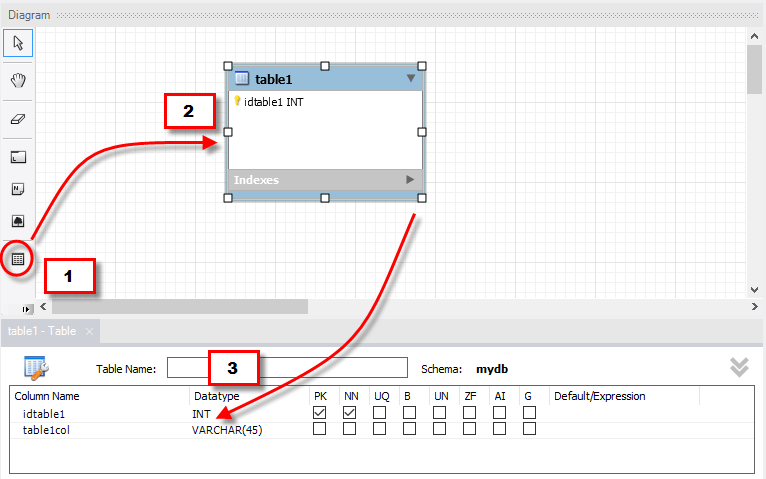 Diagram
table1
idtable1 INT
2
Indexes
1
table1 - Table
Table Name:
3
Schema: mydb
Column Name Datatype PK NN UQ B UN ZF AI G Default/Expression
idtable1 INT
table1col VARCHAR(45)